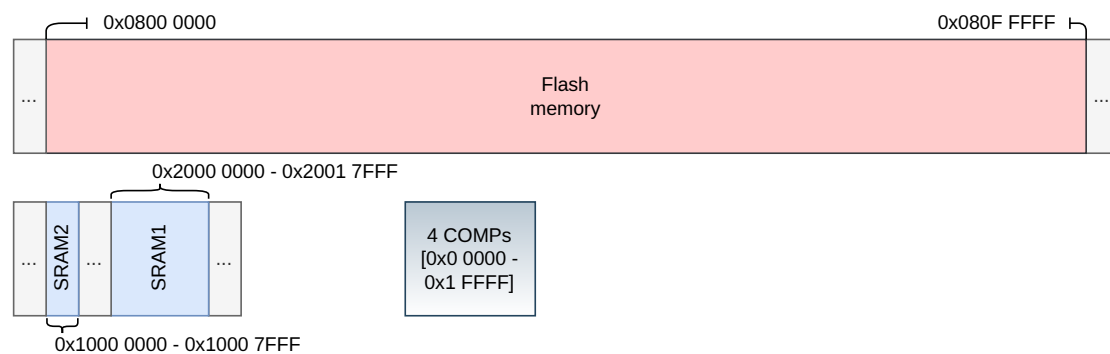 0x0800 0000
0x080F FFFF
...
Flash
memory
...
0x2000 0000 - 0x2001 7FFF
...
SRAM2
...
SRAM1
...
4 COMPs
[0x0 0000 -
0x1 FFFF]
0x1000 0000 - 0x1000 7FFF